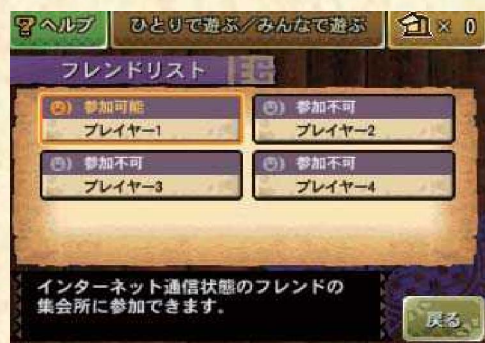 ?ヘルプ
ひとりで遊ぶ/みんなで遊ぶ
× 0
フレンドリスト
参加可能
プレイヤー1
参加不可
プレイヤー2
参加不可
プレイヤー3
参加不可
プレイヤー4
インターネット通信状態のフレンドの
集会所に参加できます。
戻る